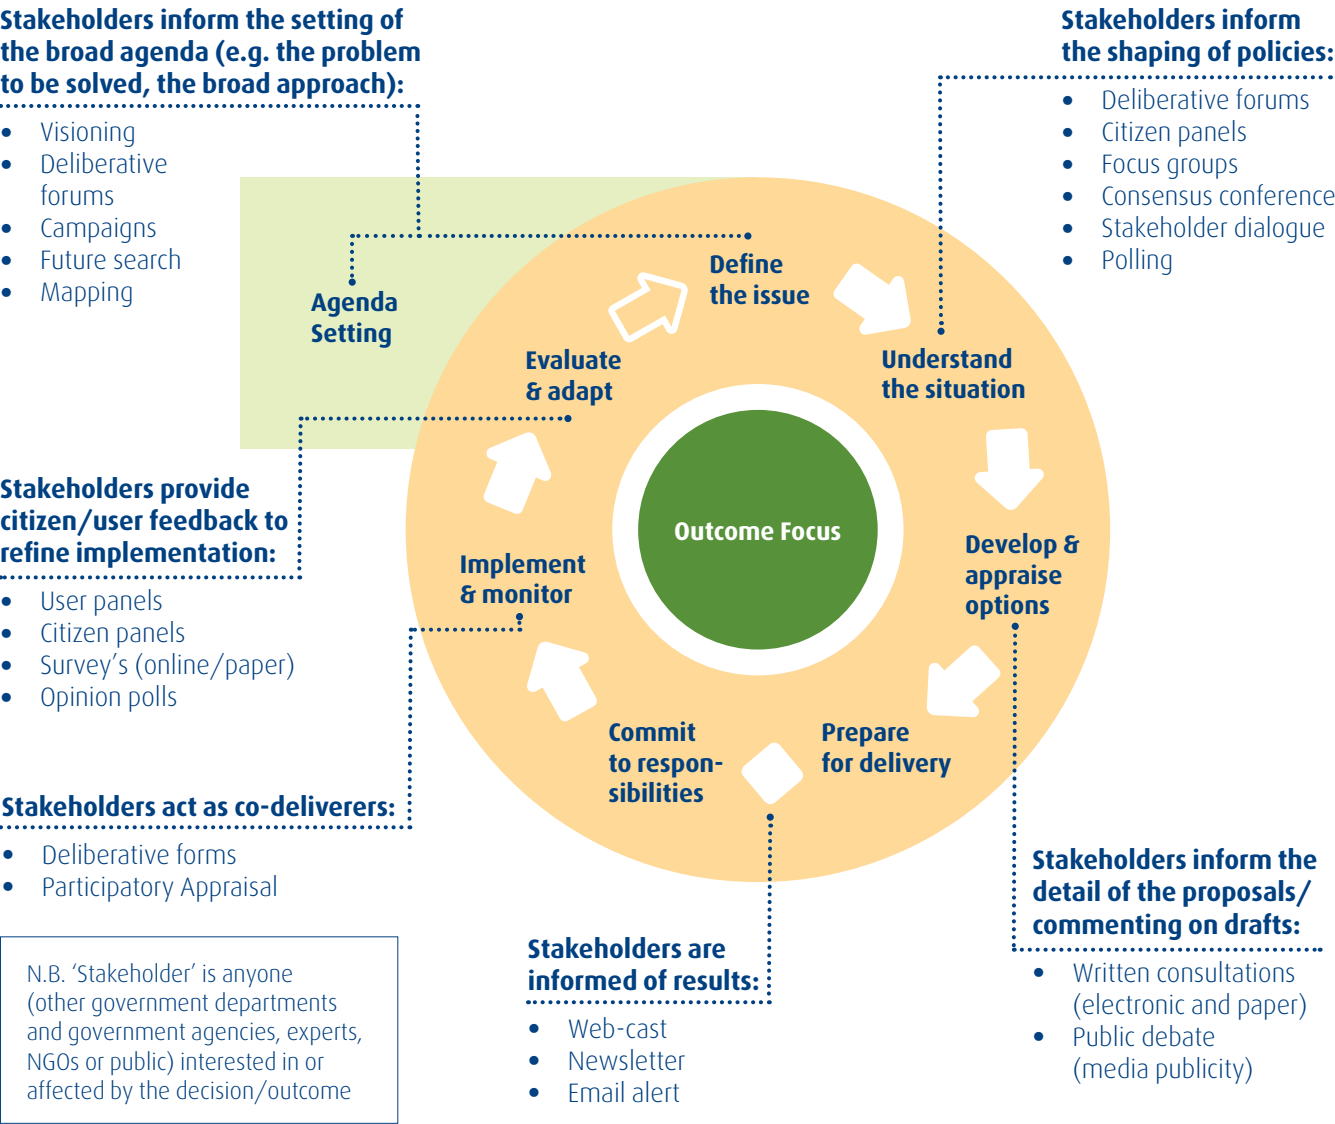 Stakeholders inform the setting of
the broad agenda (e.g. the problem
to be solved, the broad approach):
• Visioning
• Deliberative
forums
• Campaigns
• Future search
• Mapping
Stakeholders inform
the shaping of policies:
• Deliberative forums
• Citizen panels
• Focus groups
• Consensus conference
• Stakeholder dialogue
• Polling
Agenda
Setting
Define
the issue
Understand
the situation
Develop &
appraise
options
Prepare
for delivery
Commit
to respon-
sibilities
Implement
& monitor
Evaluate
& adapt
Outcome Focus
Stakeholders provide
citizen/user feedback to
refine implementation:
• User panels
• Citizen panels
• Survey’s (online/paper)
• Opinion polls
Stakeholders act as co-deliverers:
• Deliberative forms
• Participatory Appraisal
N.B. ‘Stakeholder’ is anyone
(other government departments
and government agencies, experts,
NGOs or public) interested in or
affected by the decision/outcome
Stakeholders are
informed of results:
• Web-cast
• Newsletter
• Email alert
Stakeholders inform the
detail of the proposals/
commenting on drafts:
• Written consultations
(electronic and paper)
• Public debate
(media publicity)